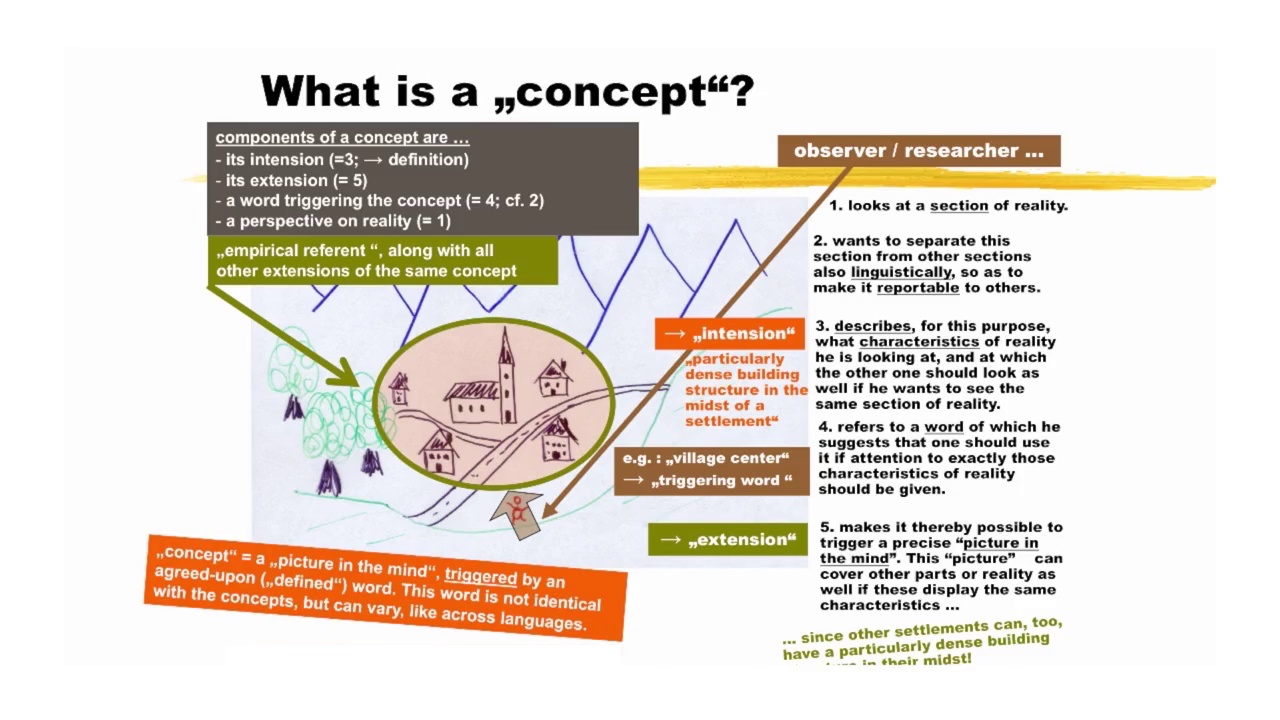 What is a „concept“?
components of a concept are …
- its intension (=3; → definition)
- its extension (= 5)
- a word triggering the concept (= 4; cf. 2)
- a perspective on reality (= 1)
„empirical referent “, along with all
other extensions of the same concept
observer / researcher …
1. looks at a section of reality.
2. wants to separate this
section from other sections
also linguistically, so as to
make it reportable to others.
→ „intension“
„particularly
dense building
structure in the
midst of a
settlement“
3. describes, for this purpose,
what characteristics of reality
he is looking at, and at which
the other one should look as
well if he wants to see the
same section of reality.
e.g. : „village center“
→ „triggering word “
4. refers to a word of which he
suggests that one should use
it if attention to exactly those
characteristics of reality
should be given.
→ „extension“
5. makes it thereby possible to
trigger a precise “picture in
the mind”. This “picture” can
cover other parts or reality as
well if these display the same
characteristics …
„concept“ = a „picture in the mind“, triggered by an
agreed-upon („defined“) word. This word is not identical
with the concepts, but can vary, like across languages.
... since other settlements can, too,
have a particularly dense building
in their midst!